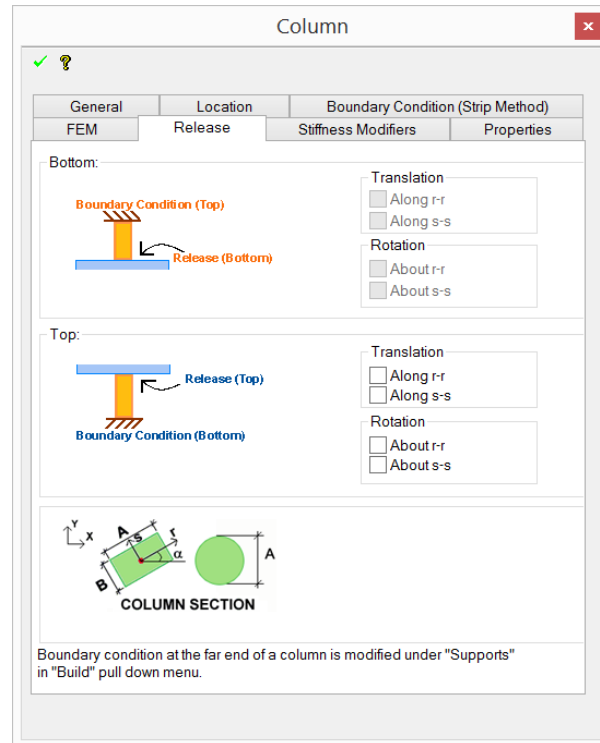 Column
General
Location
Boundary Condition (Strip Method)
FEM
Release
Stiffness Modifiers
Properties
Bottom:
Boundary Condition (Top)
Release (Bottom)
Translation
Along r-r
Along s-s
Rotation
About r-r
About s-s
Top:
Release (Top)
Boundary Condition (Bottom)
Translation
Along r-r
Along s-s
Rotation
About r-r
About s-s
Y
X
A
S
r
α
B
A
COLUMN SECTION
Boundary condition at the far end of a column is modified under "Supports"
in "Build" pull down menu.